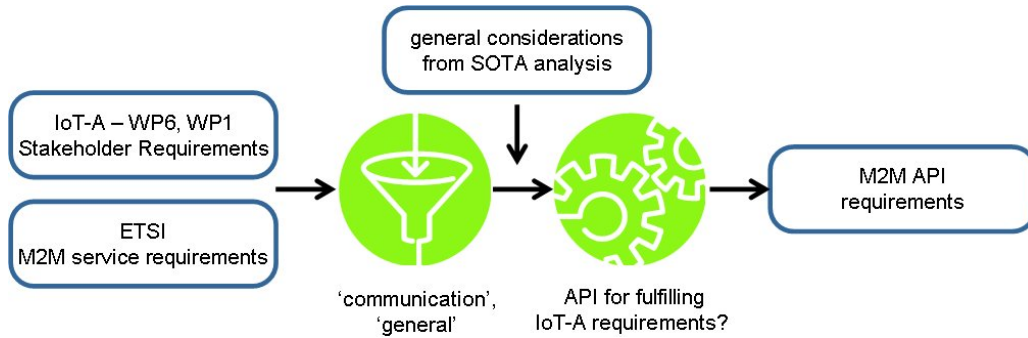 general considerations
from SOTA analysis
IoT-A – WP6, WP1
Stakeholder Requirements
ETSI
M2M service requirements
‘communication’,
‘general’
API for fulfilling
IoT-A requirements?
M2M API
requirements